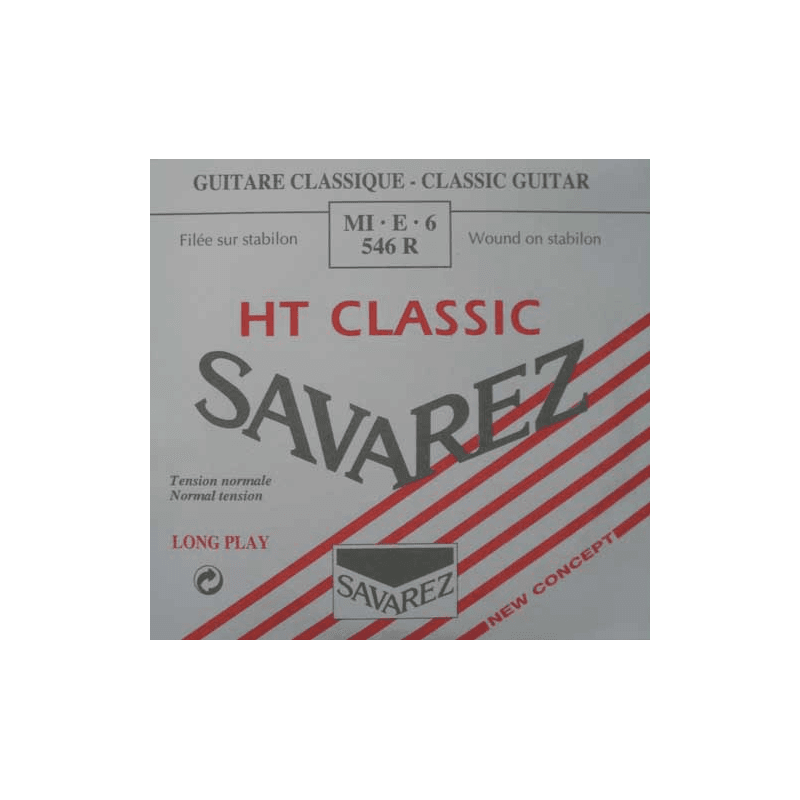 GUITARE CLASSIQUE - CLASSIC GUITAR
MI · E · 6
546 R
Filée sur stabilon
Wound on stabilon
HT CLASSIC
SAVAREZ
Tension normale
Normal tension
LONG PLAY
SAVAREZ
NEW CONCEPT